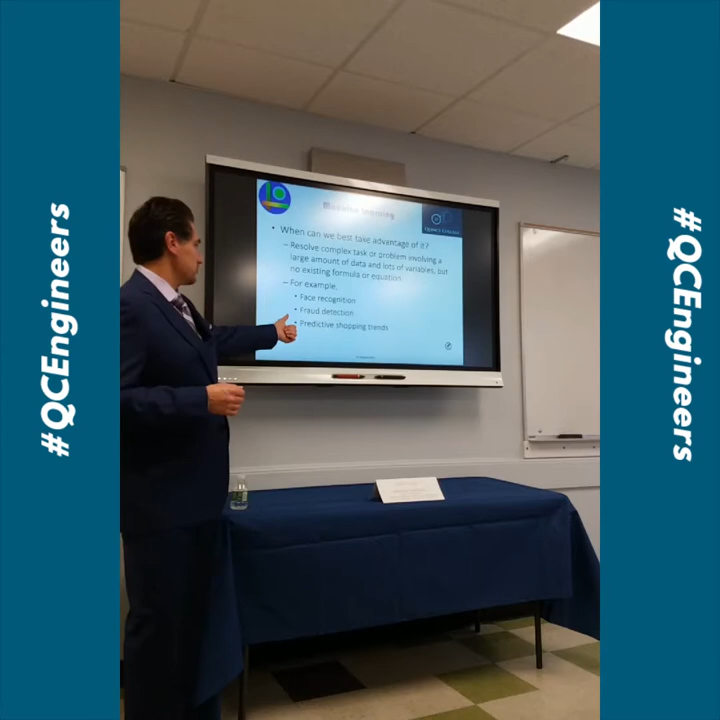 #QCEngineers
Machine learning
• When can we best take advantage of it?
– Resolve complex task or problem involving a
large amount of data and lots of variables, but
no existing formula or equation.
– For example,
• Face recognition
• Fraud detection
• Predictive shopping trends
#QCEngineers